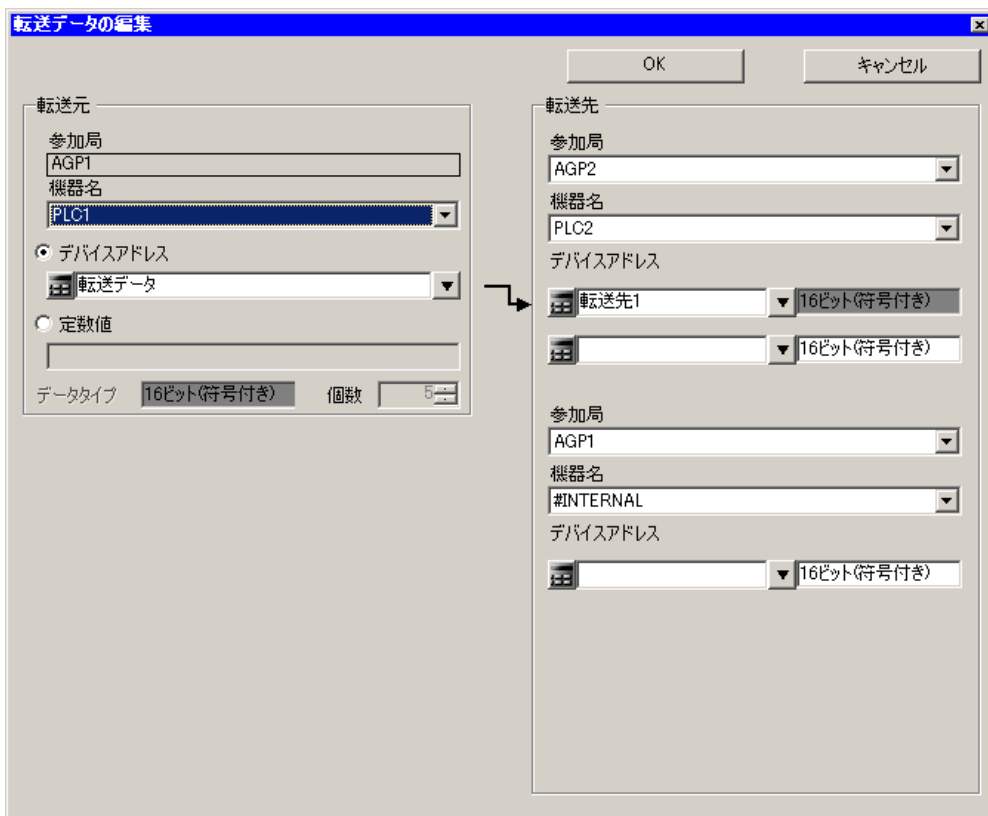 転送データの編集
OK
キャンセル
転送元
参加局
AGP1
機器名
PLC1
デバイスアドレス
転送データ
定数値
データタイプ 16ビット(符号付き) 個数 5
転送先
参加局
AGP2
機器名
PLC2
デバイスアドレス
転送先1 16ビット(符号付き)
16ビット(符号付き)
参加局
AGP1
機器名
#INTERNAL
デバイスアドレス
16ビット(符号付き)